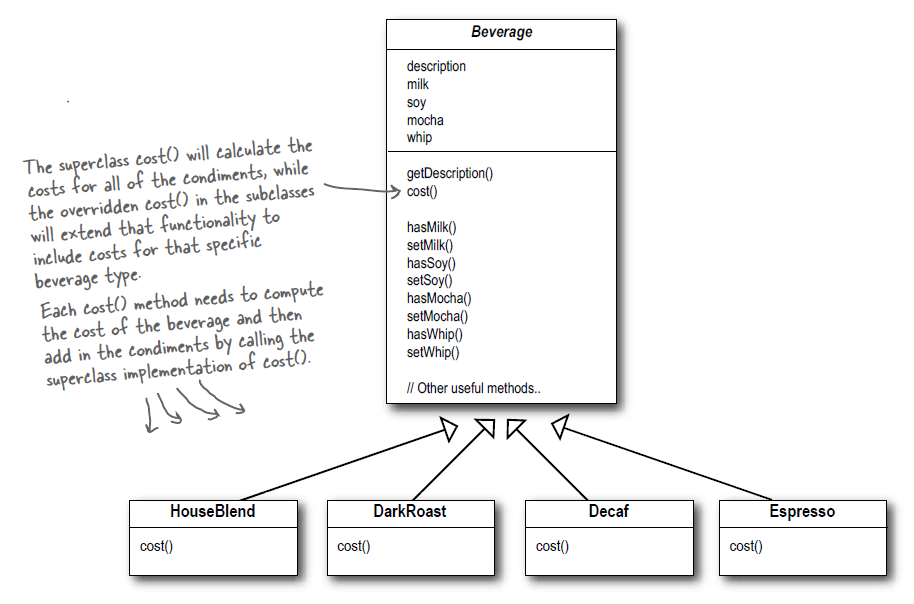 Beverage
description
milk
soy
mocha
whip
getDescription()
cost()
hasMilk()
setMilk()
hasSoy()
setSoy()
hasMocha()
setMocha()
hasWhip()
setWhip()
// Other useful methods..
The superclass cost() will calculate the
costs for all of the condiments, while
the overridden cost() in the subclasses
will extend that functionality to
include costs for that specific
beverage type.
Each cost() method needs to compute
the cost of the beverage and then
add in the condiments by calling the
superclass implementation of cost().
HouseBlend
cost()
DarkRoast
cost()
Decaf
cost()
Espresso
cost()